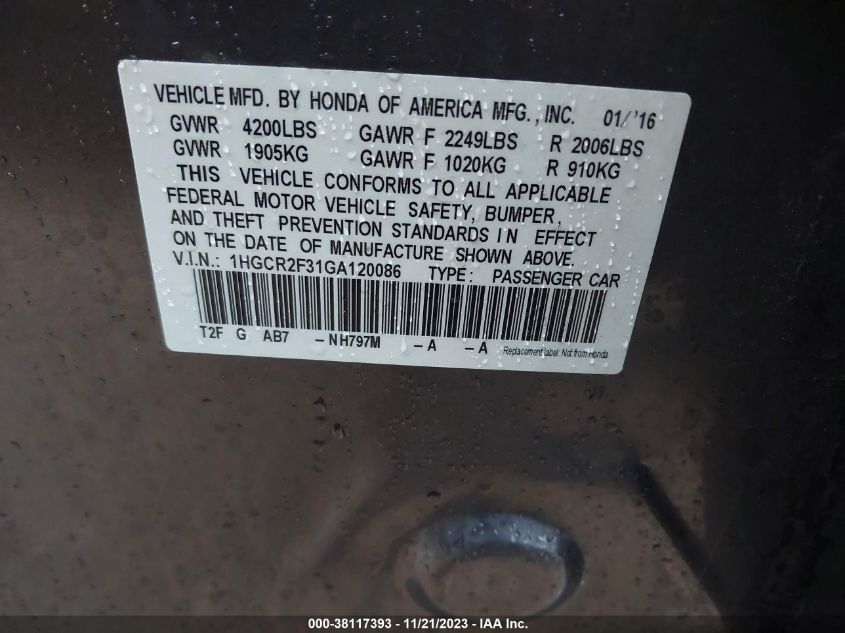 VEHICLE MFD. BY HONDA OF AMERICA MFG., INC. 01/'16
GVWR 4200LBS GAWR F 2249LBS R 2006LBS
GVWR 1905KG GAWR F 1020KG R 910KG
THIS VEHICLE CONFORMS TO ALL APPLICABLE
FEDERAL MOTOR VEHICLE SAFETY, BUMPER,
AND THEFT PREVENTION STANDARDS IN EFFECT
ON THE DATE OF MANUFACTURE SHOWN ABOVE.
V.I.N.: 1HGCR2F31GA120086 TYPE: PASSENGER CAR
T2F G AB7 -NH797M -A -A Replacement label. Not from Honda
000-38117393 - 11/21/2023 - IAA Inc.